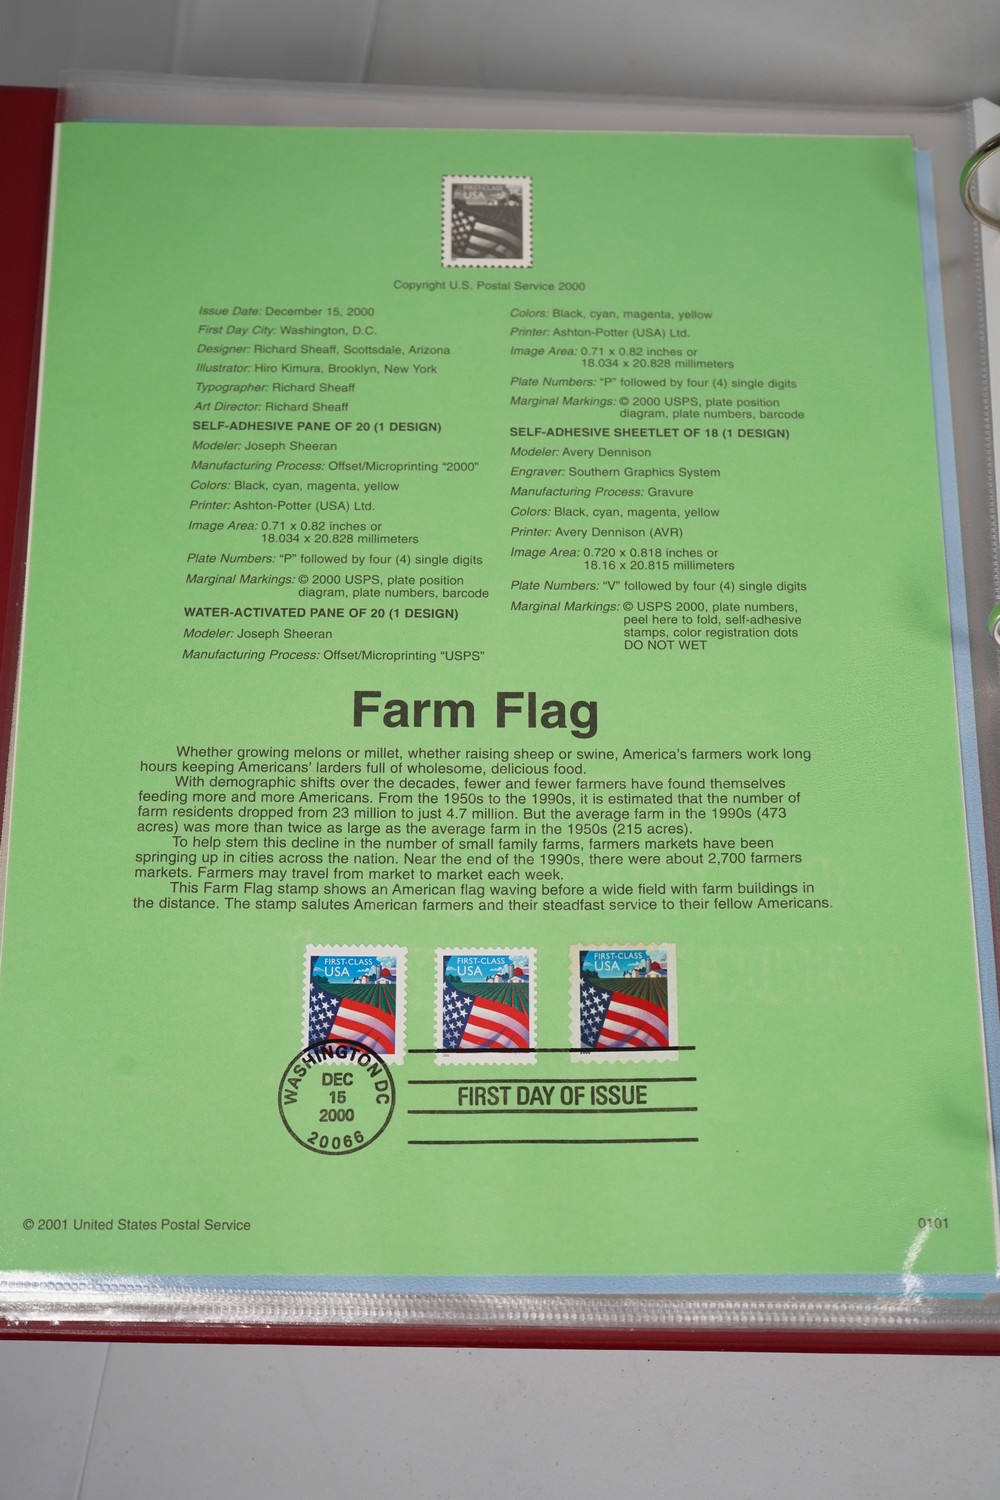 FIRST-CLASS
USA
Copyright U.S. Postal Service 2000
Issue Date: December 15, 2000
First Day City: Washington, D.C.
Designer: Richard Sheaff, Scottsdale, Arizona
Illustrator: Hiro Kimura, Brooklyn, New York
Typographer: Richard Sheaff
Art Director: Richard Sheaff
SELF-ADHESIVE PANE OF 20 (1 DESIGN)
Modeler: Joseph Sheeran
Manufacturing Process: Offset/Microprinting “2000”
Colors: Black, cyan, magenta, yellow
Printer: Ashton-Potter (USA) Ltd.
Image Area: 0.71 x 0.82 inches or
18.034 x 20.828 millimeters
Plate Numbers: “P” followed by four (4) single digits
Marginal Markings: © 2000 USPS, plate position
diagram, plate numbers, barcode
WATER-ACTIVATED PANE OF 20 (1 DESIGN)
Modeler: Joseph Sheeran
Manufacturing Process: Offset/Microprinting “USPS”
Colors: Black, cyan, magenta, yellow
Printer: Ashton-Potter (USA) Ltd.
Image Area: 0.71 x 0.82 inches or
18.034 x 20.828 millimeters
Plate Numbers: “P” followed by four (4) single digits
Marginal Markings: © 2000 USPS, plate position
diagram, plate numbers, barcode
SELF-ADHESIVE SHEETLET OF 18 (1 DESIGN)
Modeler: Avery Dennison
Engraver: Southern Graphics System
Manufacturing Process: Gravure
Colors: Black, cyan, magenta, yellow
Printer: Avery Dennison (AVR)
Image Area: 0.720 x 0.818 inches or
18.16 x 20.815 millimeters
Plate Numbers: “V” followed by four (4) single digits
Marginal Markings: © USPS 2000, plate numbers,
peel here to fold, self-adhesive
stamps, color registration dots
DO NOT WET
Farm Flag
Whether growing melons or millet, whether raising sheep or swine, America’s farmers work long
hours keeping Americans’ larders full of wholesome, delicious food.
With demographic shifts over the decades, fewer and fewer farmers have found themselves
feeding more and more Americans. From the 1950s to the 1990s, it is estimated that the number of
farm residents dropped from 23 million to just 4.7 million. But the average farm in the 1990s (473
acres) was more than twice as large as the average farm in the 1950s (215 acres).
To help stem this decline in the number of small family farms, farmers markets have been
springing up in cities across the nation. Near the end of the 1990s, there were about 2,700 farmers
markets. Farmers may travel from market to market each week.
This Farm Flag stamp shows an American flag waving before a wide field with farm buildings in
the distance. The stamp salutes American farmers and their steadfast service to their fellow Americans.
FIRST-CLASS
USA
FIRST-CLASS
USA
FIRST-CLASS
USA
WASHINGTON DC
DEC
15
2000
20066
FIRST DAY OF ISSUE
© 2001 United States Postal Service
0101